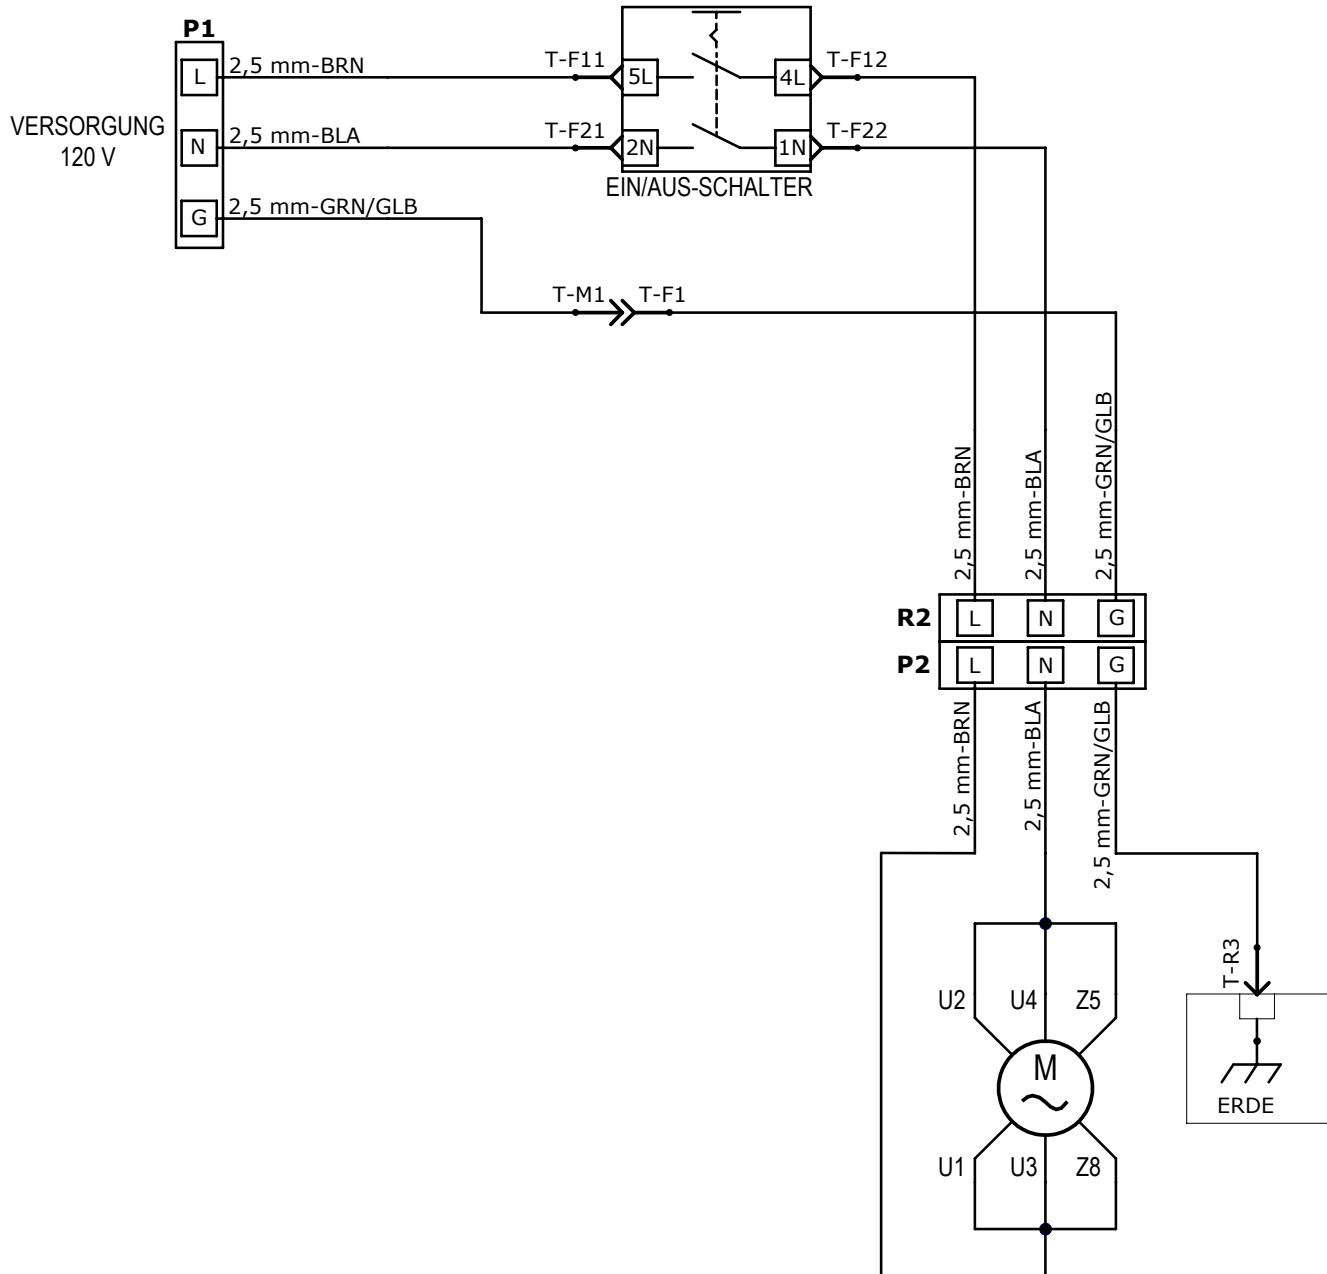 P1
L
2,5 mm-BRN
T-F11
5L
4L
T-F12
VERSORGUNG
120 V
N
2,5 mm-BLA
T-F21
2N
1N
T-F22
EIN/AUS-SCHALTER
G
2,5 mm-GRN/GLB
T-M1
T-F1
2,5 mm-BRN
2,5 mm-BLA
2,5 mm-GRN/GLB
R2
L
N
G
P2
L
N
G
2,5 mm-BRN
2,5 mm-BLA
2,5 mm-GRN/GLB
T-R3
U2
U4
Z5
M
ERDE
U1
U3
Z8